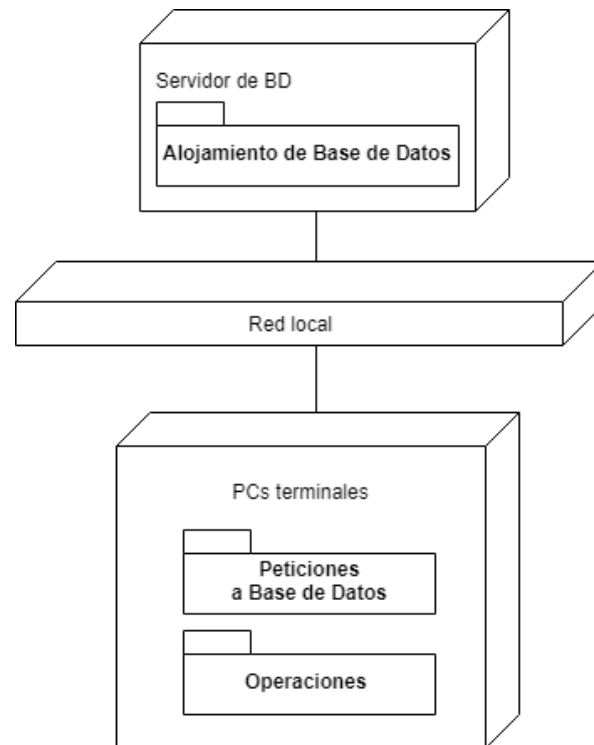 Servidor de BD
Alojamiento de Base de Datos
Red local
PCs terminales
Peticiones
a Base de Datos
Operaciones